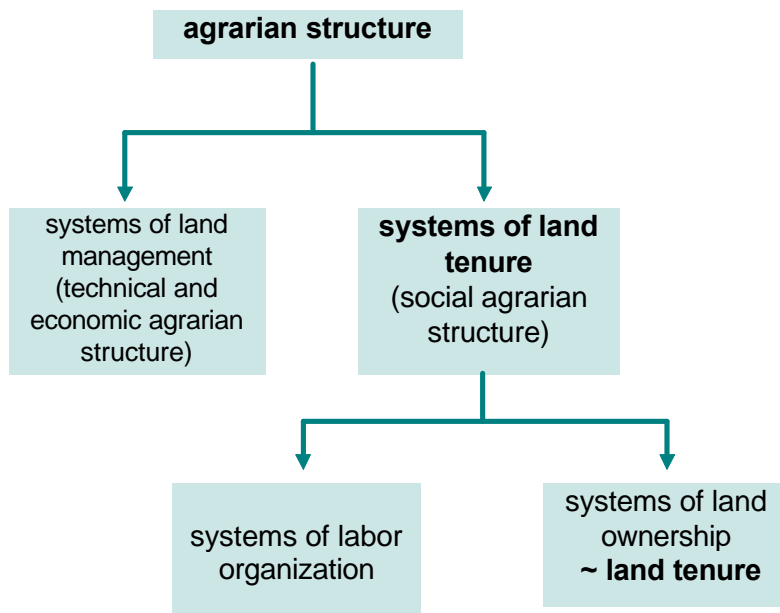 agrarian structure
systems of land
management
(technical and
economic agrarian
structure)
systems of land
tenure
(social agrarian
structure)
systems of labor
organization
systems of land
ownership
~ land tenure